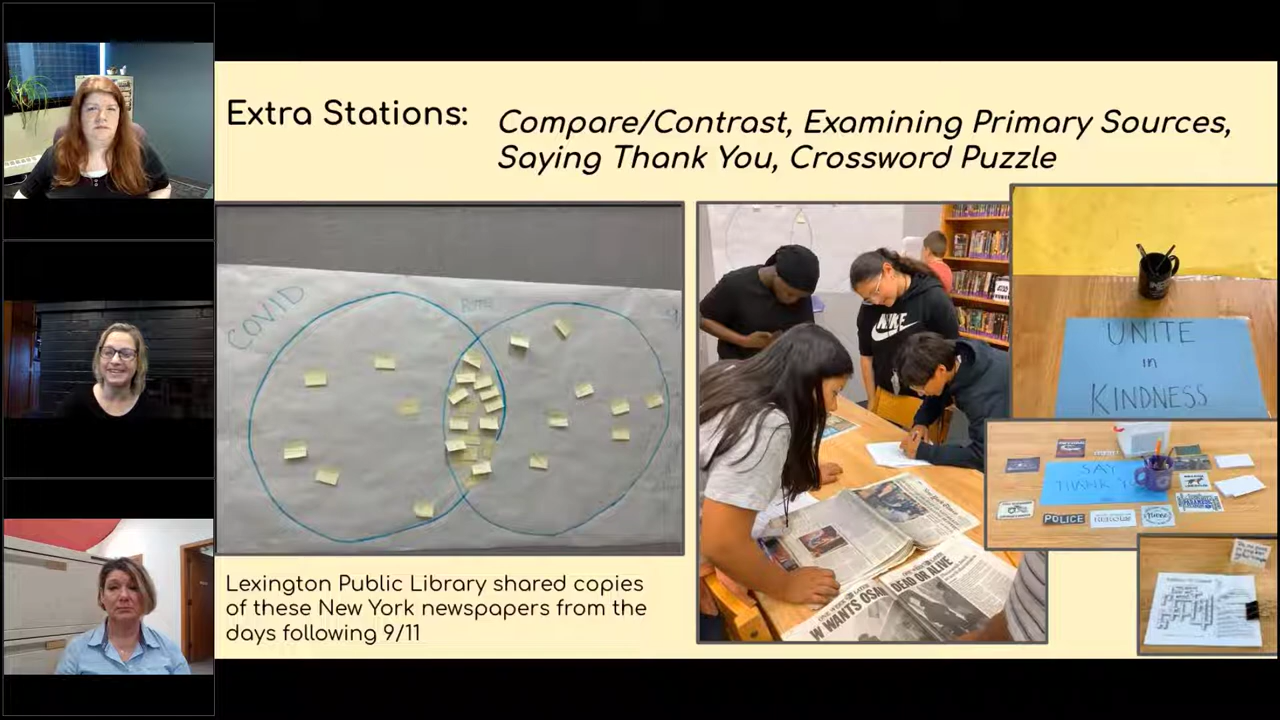 Extra Stations:
Compare/Contrast, Examining Primary Sources,
Saying Thank You, Crossword Puzzle
COVID
BOTH
NIKE
UNITE
in
KINDNESS
SAY
THANK
POLICE
HEROES
DEAD OR ALIVE
W WANTS OSA
Lexington Public Library shared copies
of these New York newspapers from the
days following 9/11